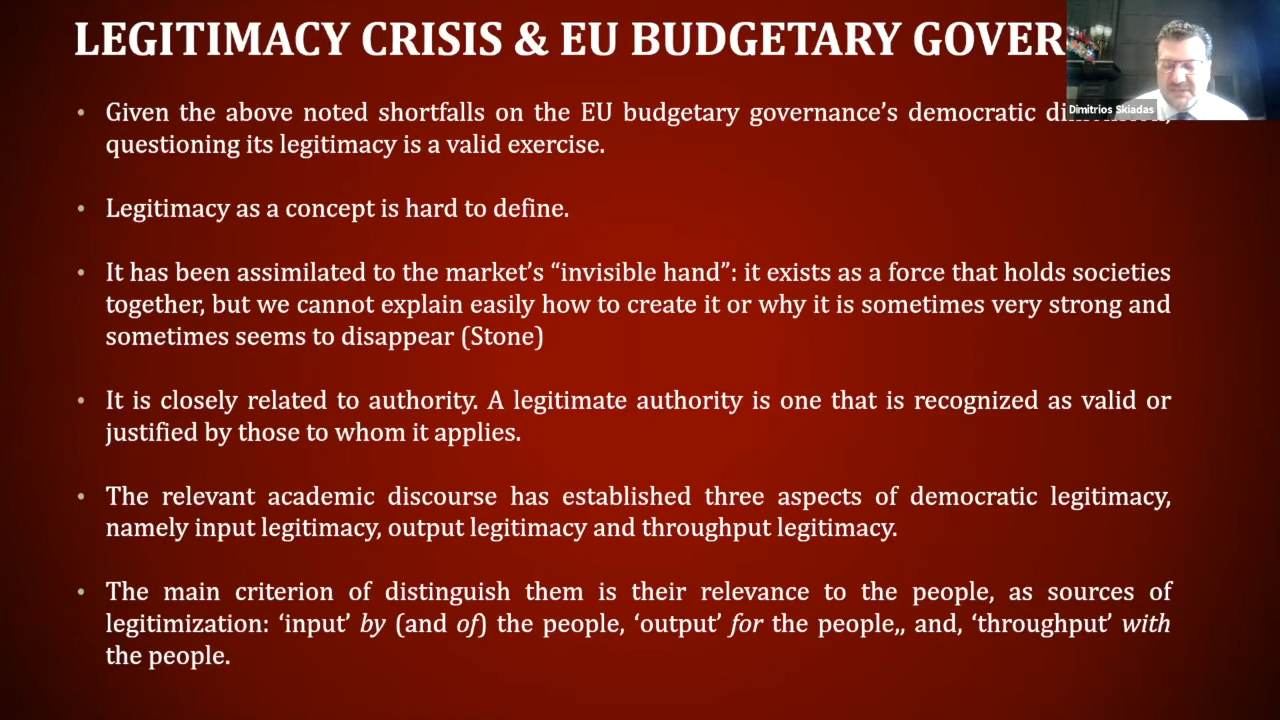 LEGITIMACY CRISIS & EU BUDGETARY GOVER
Dimitrios Skiadas
• Given the above noted shortfalls on the EU budgetary governance’s democratic
questioning its legitimacy is a valid exercise.
• Legitimacy as a concept is hard to define.
• It has been assimilated to the market’s “invisible hand”: it exists as a force that holds societies
together, but we cannot explain easily how to create it or why it is sometimes very strong and
sometimes seems to disappear (Stone)
• It is closely related to authority. A legitimate authority is one that is recognized as valid or
justified by those to whom it applies.
• The relevant academic discourse has established three aspects of democratic legitimacy,
namely input legitimacy, output legitimacy and throughput legitimacy.
• The main criterion of distinguish them is their relevance to the people, as sources of
legitimization: ‘input’ by (and of) the people, ‘output’ for the people,, and, ‘throughput’ with
the people.